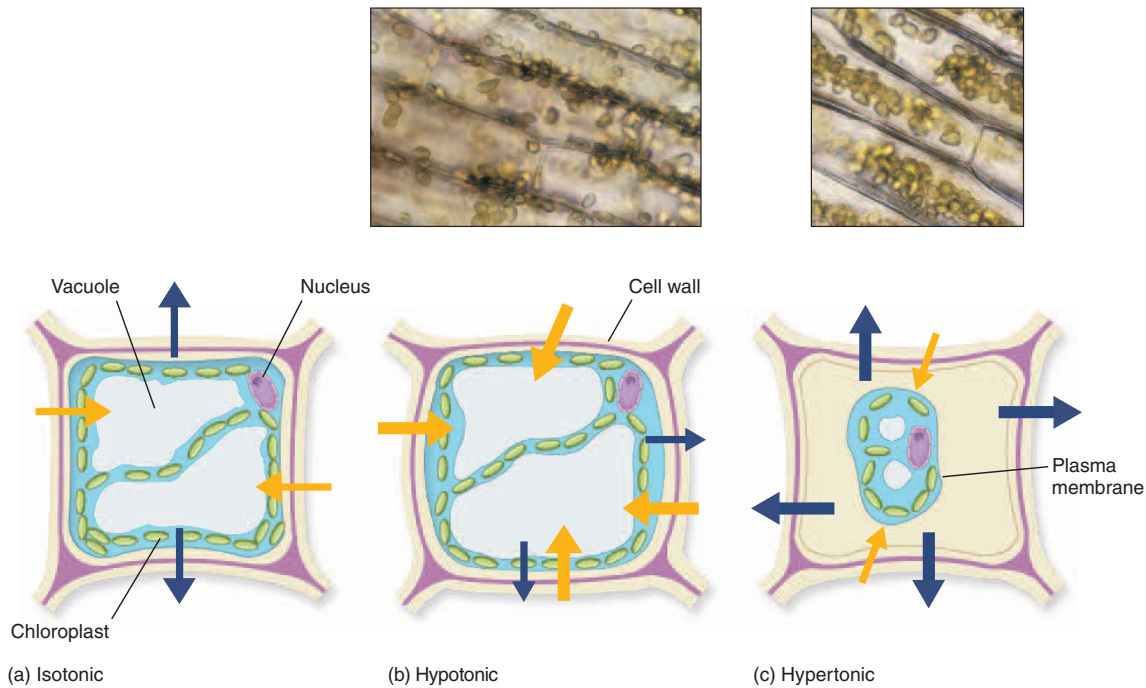 Vacuole
Nucleus
Cell wall
Plasma
membrane
Chloroplast
(a) Isotonic
(b) Hypotonic
(c) Hypertonic